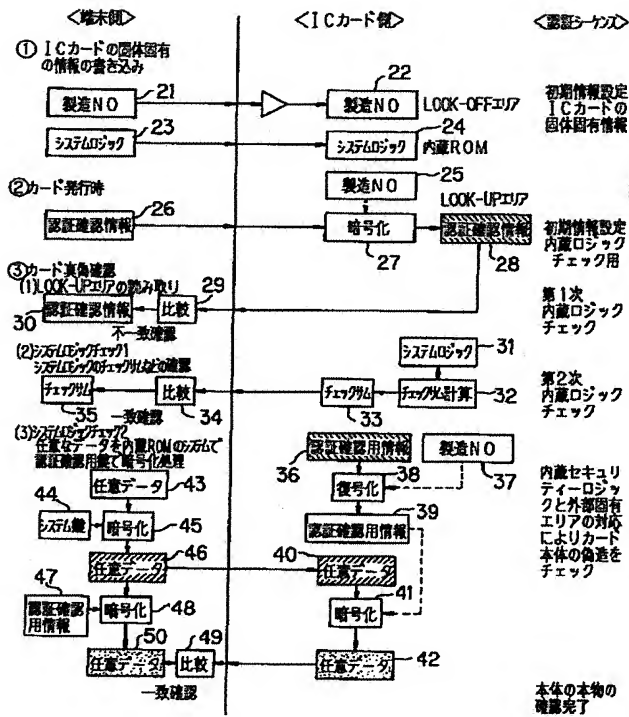 <端末側>
<ICカード側>
<認証シーケンス>
① ICカードの固体固有
の情報の書き込み
製造NO
21
22
製造NO
LOOK-OFFエリア
初期情報設定
ICカードの
固体固有情報
システムロジック
23
24
システムロジック
内蔵ROM
②カード発行時
25
製造NO
LOOK-UPエリア
認証確認情報
26
暗号化
27
認証確認情報
28
初期情報設定
内蔵ロジック
チェック用
③カード真偽確認
(1)LOOK-UPエリアの読み取り
29
30
認証確認情報
比較
不一致確認
第1次
内蔵ロジック
チェック
(2)システムロジックチェック1
システムロジックのチェックサムなどの確認
システムロジック
31
チェックサム
35
比較
34
一致確認
チェックサム
33
チェックサム計算
32
第2次
内蔵ロジック
チェック
(3)システムロジックチェック2
任意なデータを内蔵ROMのシステムで
認証確認用鍵で暗号化処理
36
認証確認用情報
製造NO
37
38
復号化
39
認証確認用情報
内蔵セキュリ
ティーロジッ
クと外部固有
エリアの対応
によりカード
本体の偽造を
チェック
任意データ
43
44
システム鍵
暗号化
45
46
任意データ
40
任意データ
47
認証確認
用情報
暗号化
48
41
暗号化
50
任意データ
49
比較
一致確認
任意データ
42
本体の本物の
確認完了